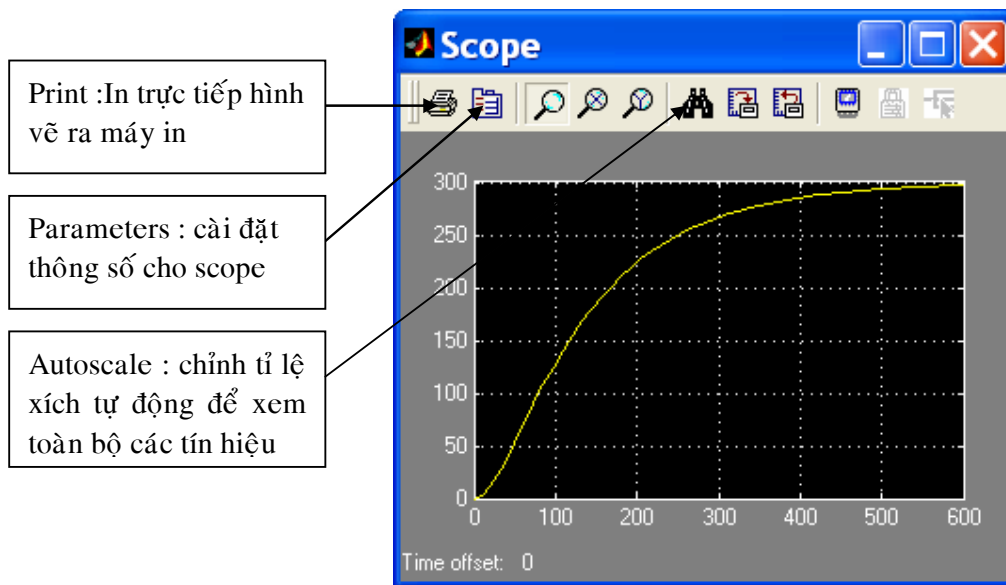 Scope
Print :In trực tiếp hình
vẽ ra máy in
Parameters : cài đặt
thông số cho scope
Autoscale : chỉnh tỉ lệ
xích tự động để xem
toàn bộ các tín hiệu
300
250
200
150
100
50
0
0 100 200 300 400 500 600
Time offset: 0